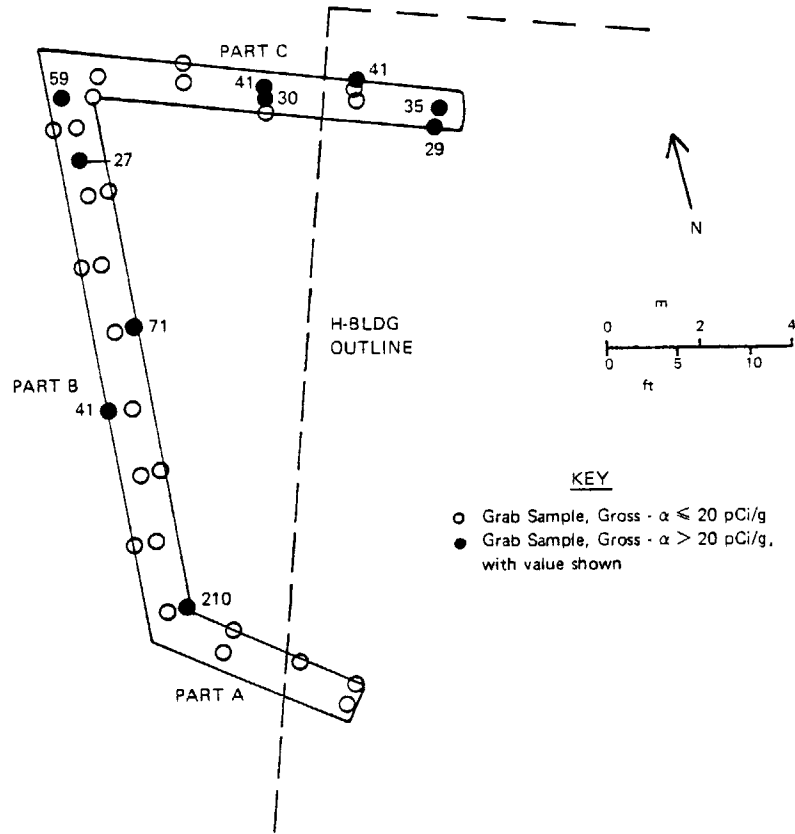 PART C
41
59
41
30
35
27
29
N
m
0 2 4
0 5 10
ft
71
H-BLDG
OUTLINE
PART B
41
KEY
Grab Sample, Gross - α ≤ 20 pCi/g
Grab Sample, Gross - α > 20 pCi/g,
with value shown
210
PART A